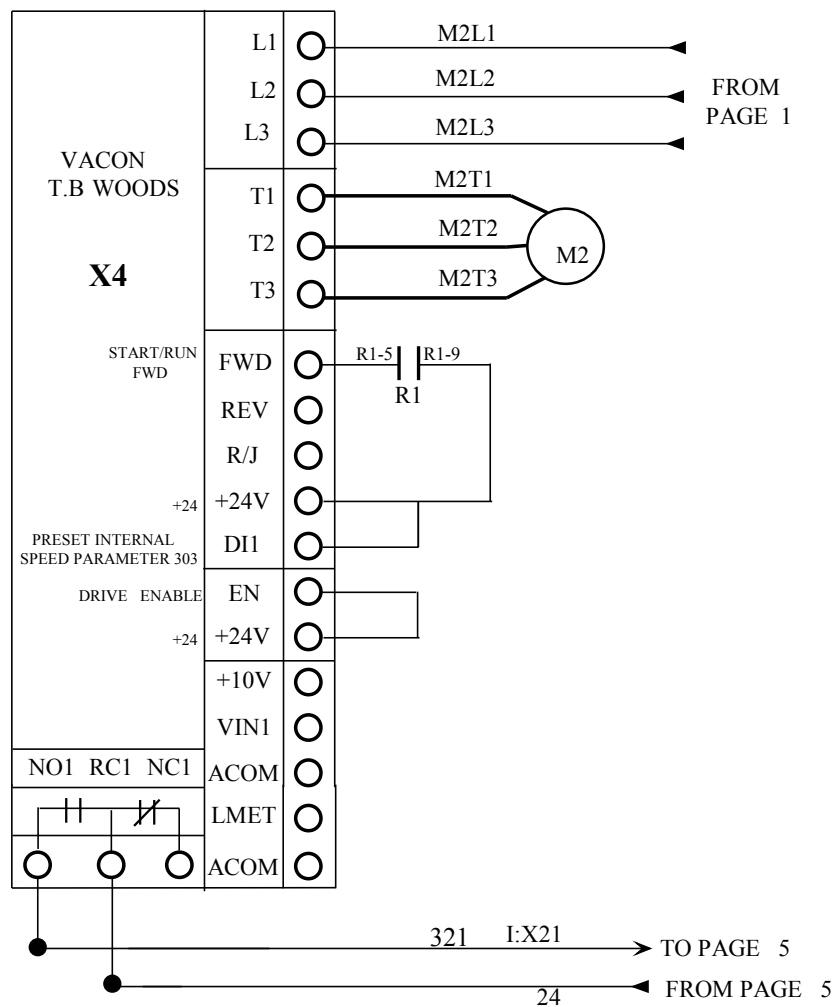 L1 M2L1
L2 M2L2
L3 M2L3
FROM
PAGE 1
VACON
T.B WOODS
X4
T1 M2T1
T2 M2T2
T3 M2T3
M2
START/RUN
FWD
FWD R1-5 R1-9
R1
REV
R/J
+24 +24V
PRESET INTERNAL
SPEED PARAMETER 303
DI1
DRIVE ENABLE EN
+24 +24V
+10V
VIN1
NO1 RC1 NC1 ACOM
LMET
ACOM
321 I:X21 TO PAGE 5
24 FROM PAGE 5